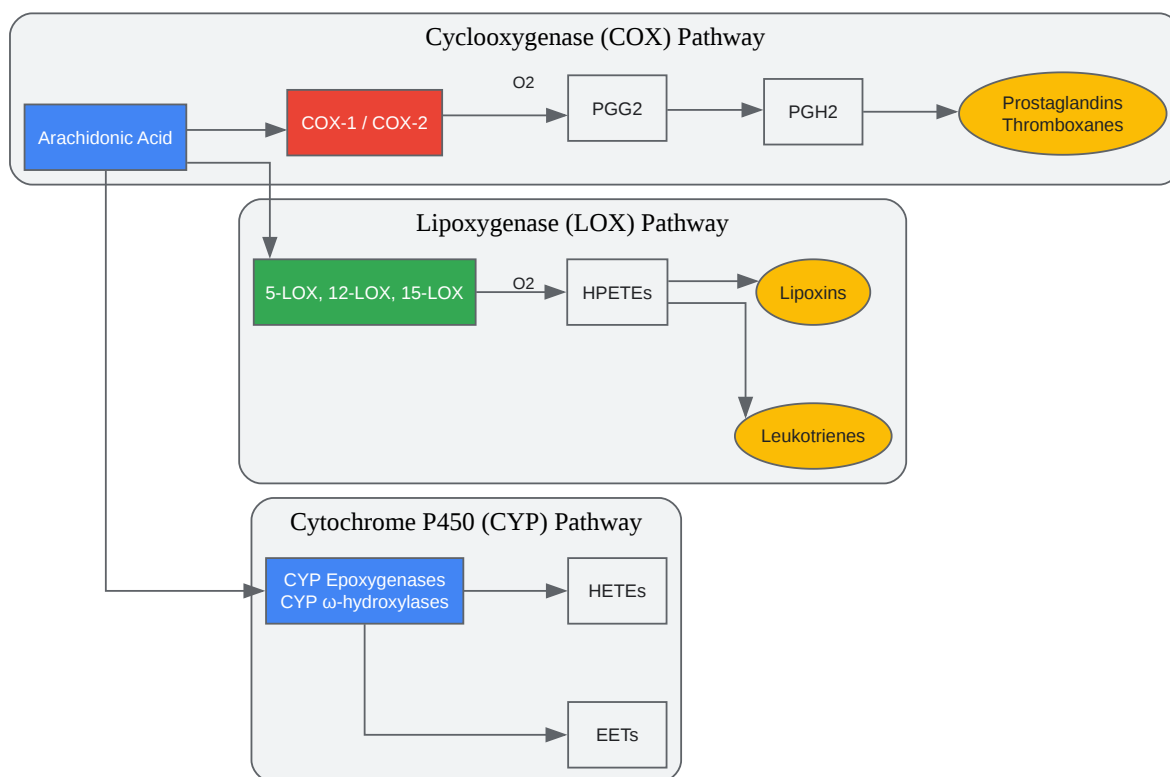 Cyclooxygenase (COX) Pathway
Arachidonic Acid
COX-1 / COX-2
O2
PGG2
PGH2
Prostaglandins
Thromboxanes
Lipoxygenase (LOX) Pathway
5-LOX, 12-LOX, 15-LOX
O2
HPETEs
Lipoxins
Leukotrienes
Cytochrome P450 (CYP) Pathway
CYP Epoxygenases
CYP ω-hydroxylases
HETEs
EETs